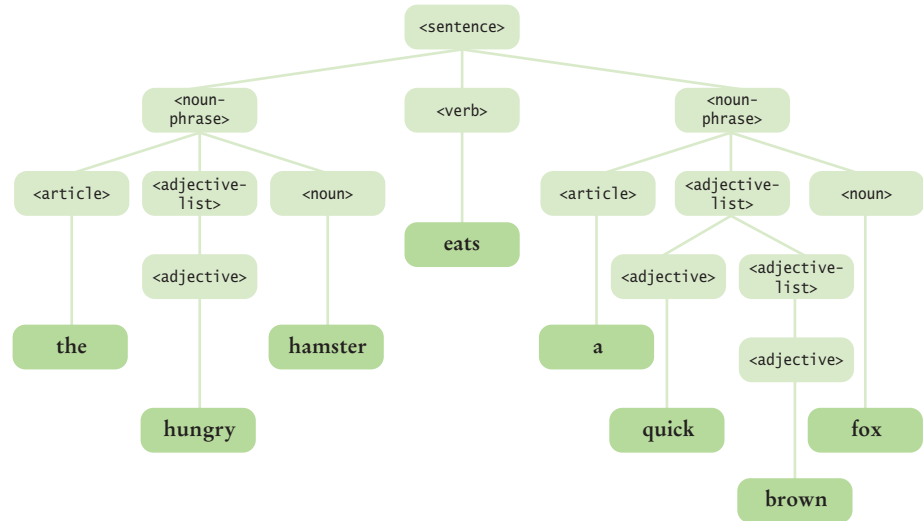 <sentence>
<noun-
phrase>
<verb>
<noun-
phrase>
<article>
<adjective-
list>
<noun>
<article>
<adjective-
list>
<noun>
eats
<adjective>
<adjective>
<adjective-
list>
the
hamster
a
<adjective>
hungry
quick
fox
brown